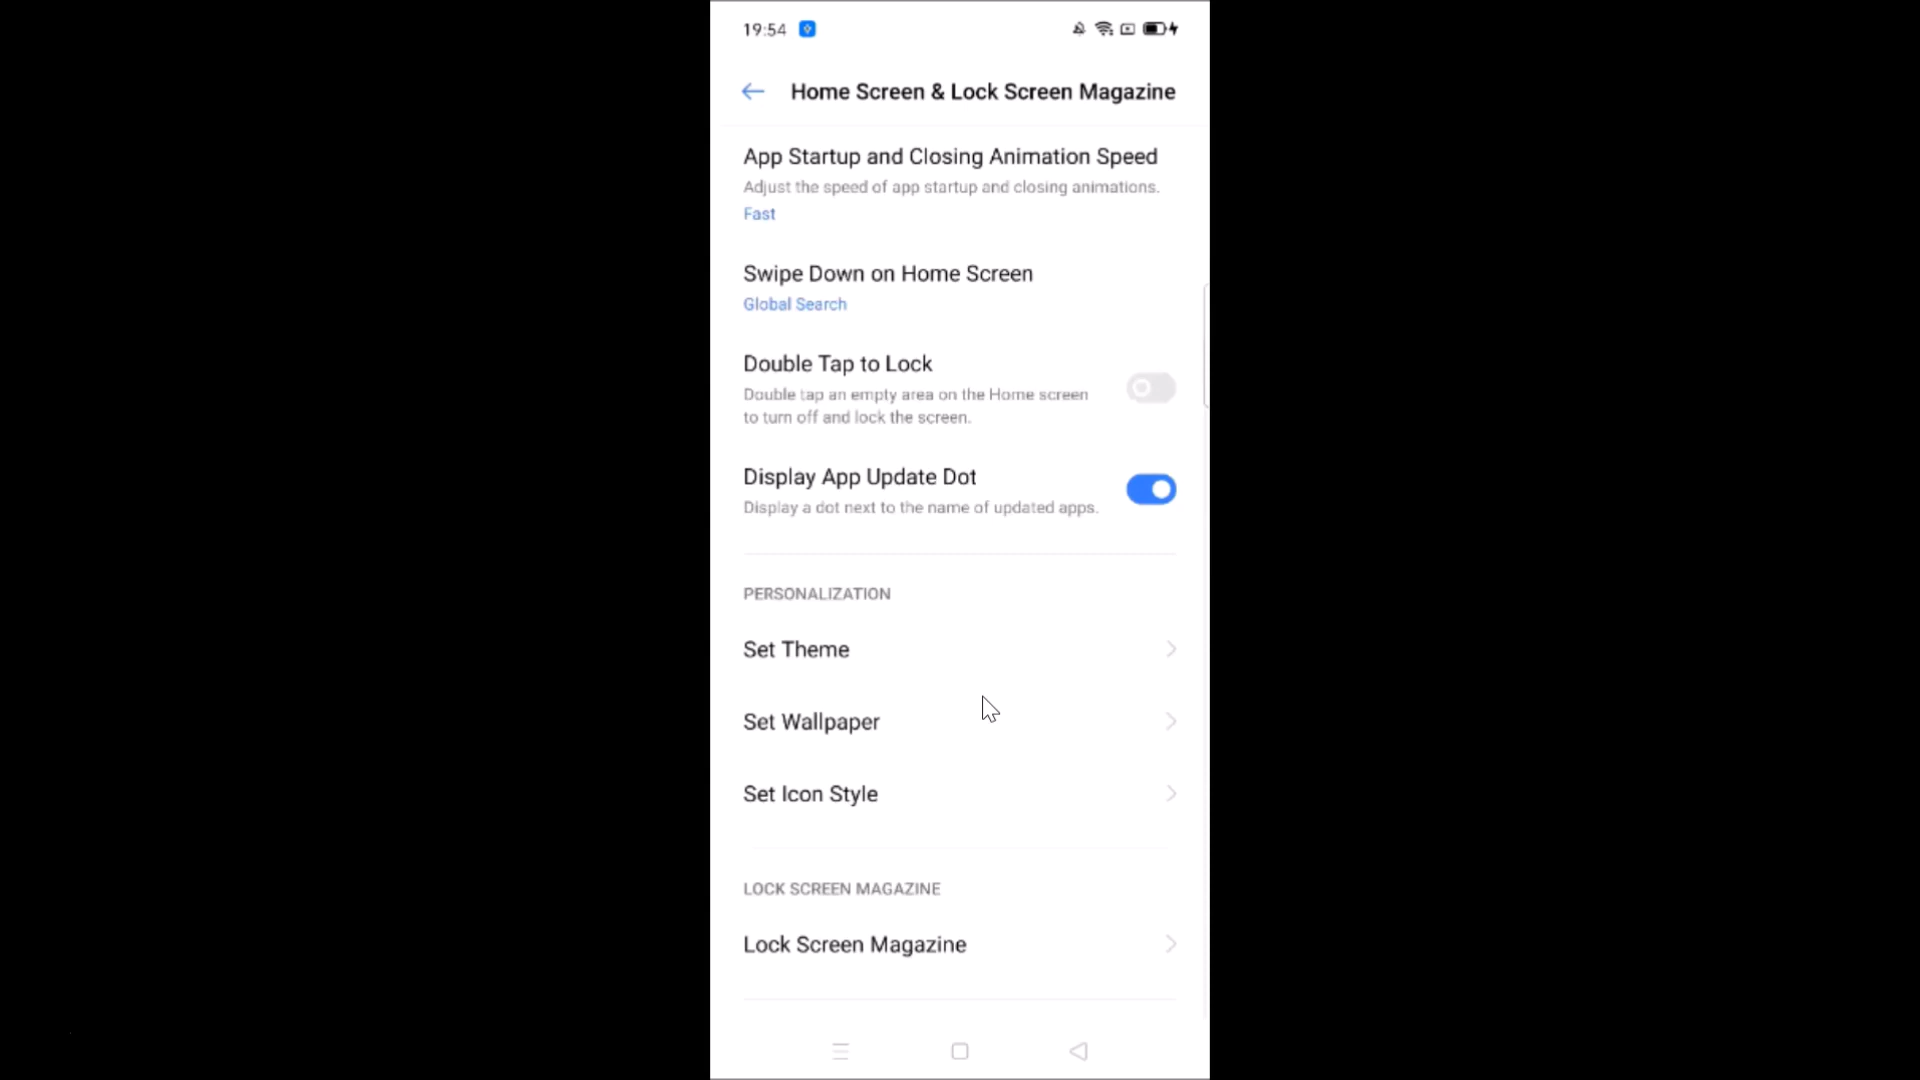 19:54
Home Screen & Lock Screen Magazine
App Startup and Closing Animation Speed
Adjust the speed of app startup and closing animations.
Fast
Swipe Down on Home Screen
Global Search
Double Tap to Lock
Double tap an empty area on the Home screen
to turn off and lock the screen.
Display App Update Dot
Display a dot next to the name of updated apps.
PERSONALIZATION
Set Theme
Set Wallpaper
Set Icon Style
LOCK SCREEN MAGAZINE
Lock Screen Magazine